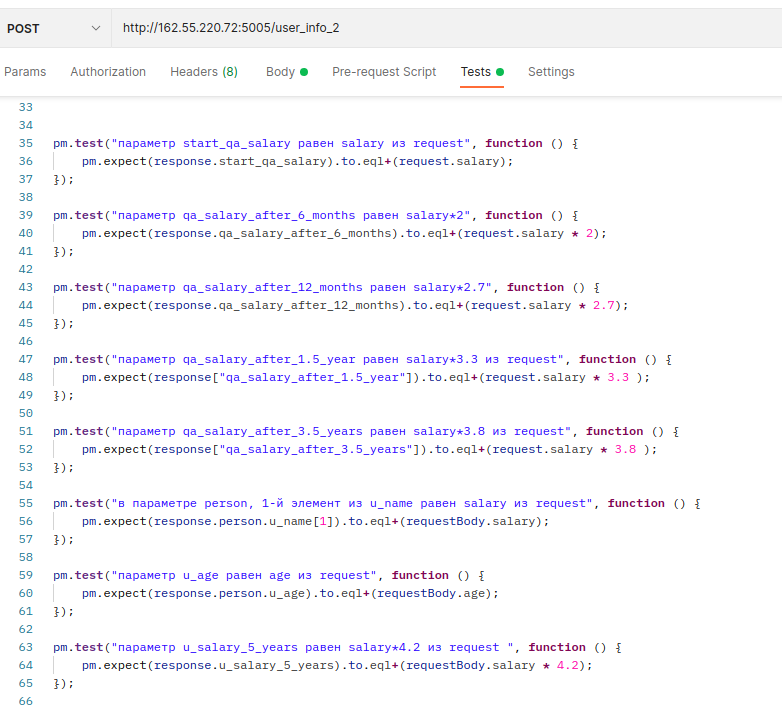 POST http://162.55.220.72:5005/user_info_2
Params Authorization Headers (8) Body Pre-request Script Tests Settings
33
34
35 pm.test("параметр start_qa_salary равен salary из request", function () {
36 pm.expect(response.start_qa_salary).to.eql+(request.salary);
37 });
38
39 pm.test("параметр qa_salary_after_6_months равен salary*2", function () {
40 pm.expect(response.qa_salary_after_6_months).to.eql+(request.salary * 2);
41 });
42
43 pm.test("параметр qa_salary_after_12_months равен salary*2.7", function () {
44 pm.expect(response.qa_salary_after_12_months).to.eql+(request.salary * 2.7);
45 });
46
47 pm.test("параметр qa_salary_after_1.5_year равен salary*3.3 из request", function () {
48 pm.expect(response["qa_salary_after_1.5_year"]).to.eql+(request.salary * 3.3 );
49 });
50
51 pm.test("параметр qa_salary_after_3.5_years равен salary*3.8 из request", function () {
52 pm.expect(response["qa_salary_after_3.5_years"]).to.eql+(request.salary * 3.8 );
53 });
54
55 pm.test("в параметре person, 1-й элемент из u_name равен salary из request", function () {
56 pm.expect(response.person.u_name[1]).to.eql+(requestBody.salary);
57 });
58
59 pm.test("параметр u_age равен age из request", function () {
60 pm.expect(response.person.u_age).to.eql+(requestBody.age);
61 });
62
63 pm.test("параметр u_salary_5_years равен salary*4.2 из request ", function () {
64 pm.expect(response.u_salary_5_years).to.eql+(requestBody.salary * 4.2);
65 });
66